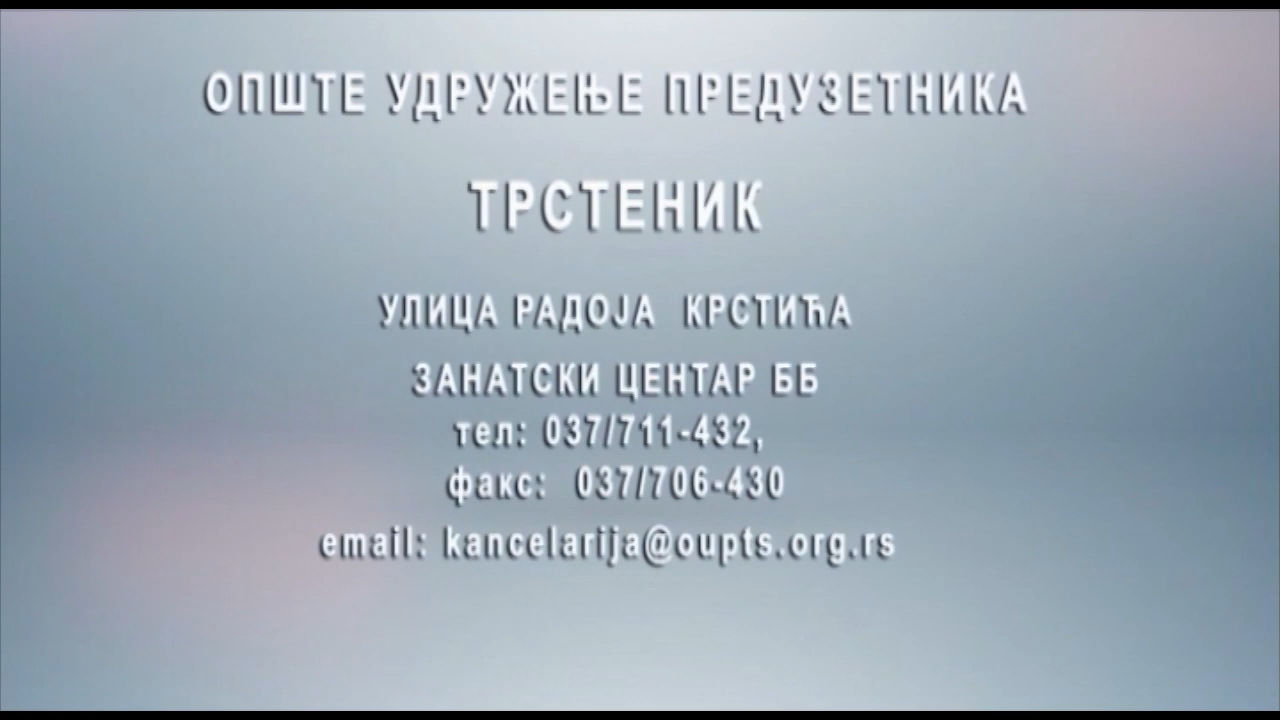 ОПШТЕ УДРУЖЕЊЕ ПРЕДУЗЕТНИКА
ТРСТЕНИК
УЛИЦА РАДОЈА КРСТИЋА
ЗАНАТСКИ ЦЕНТАР ББ
тел: 037/711-432,
факс: 037/706-430
email: kancelarija@oupts.org.rs